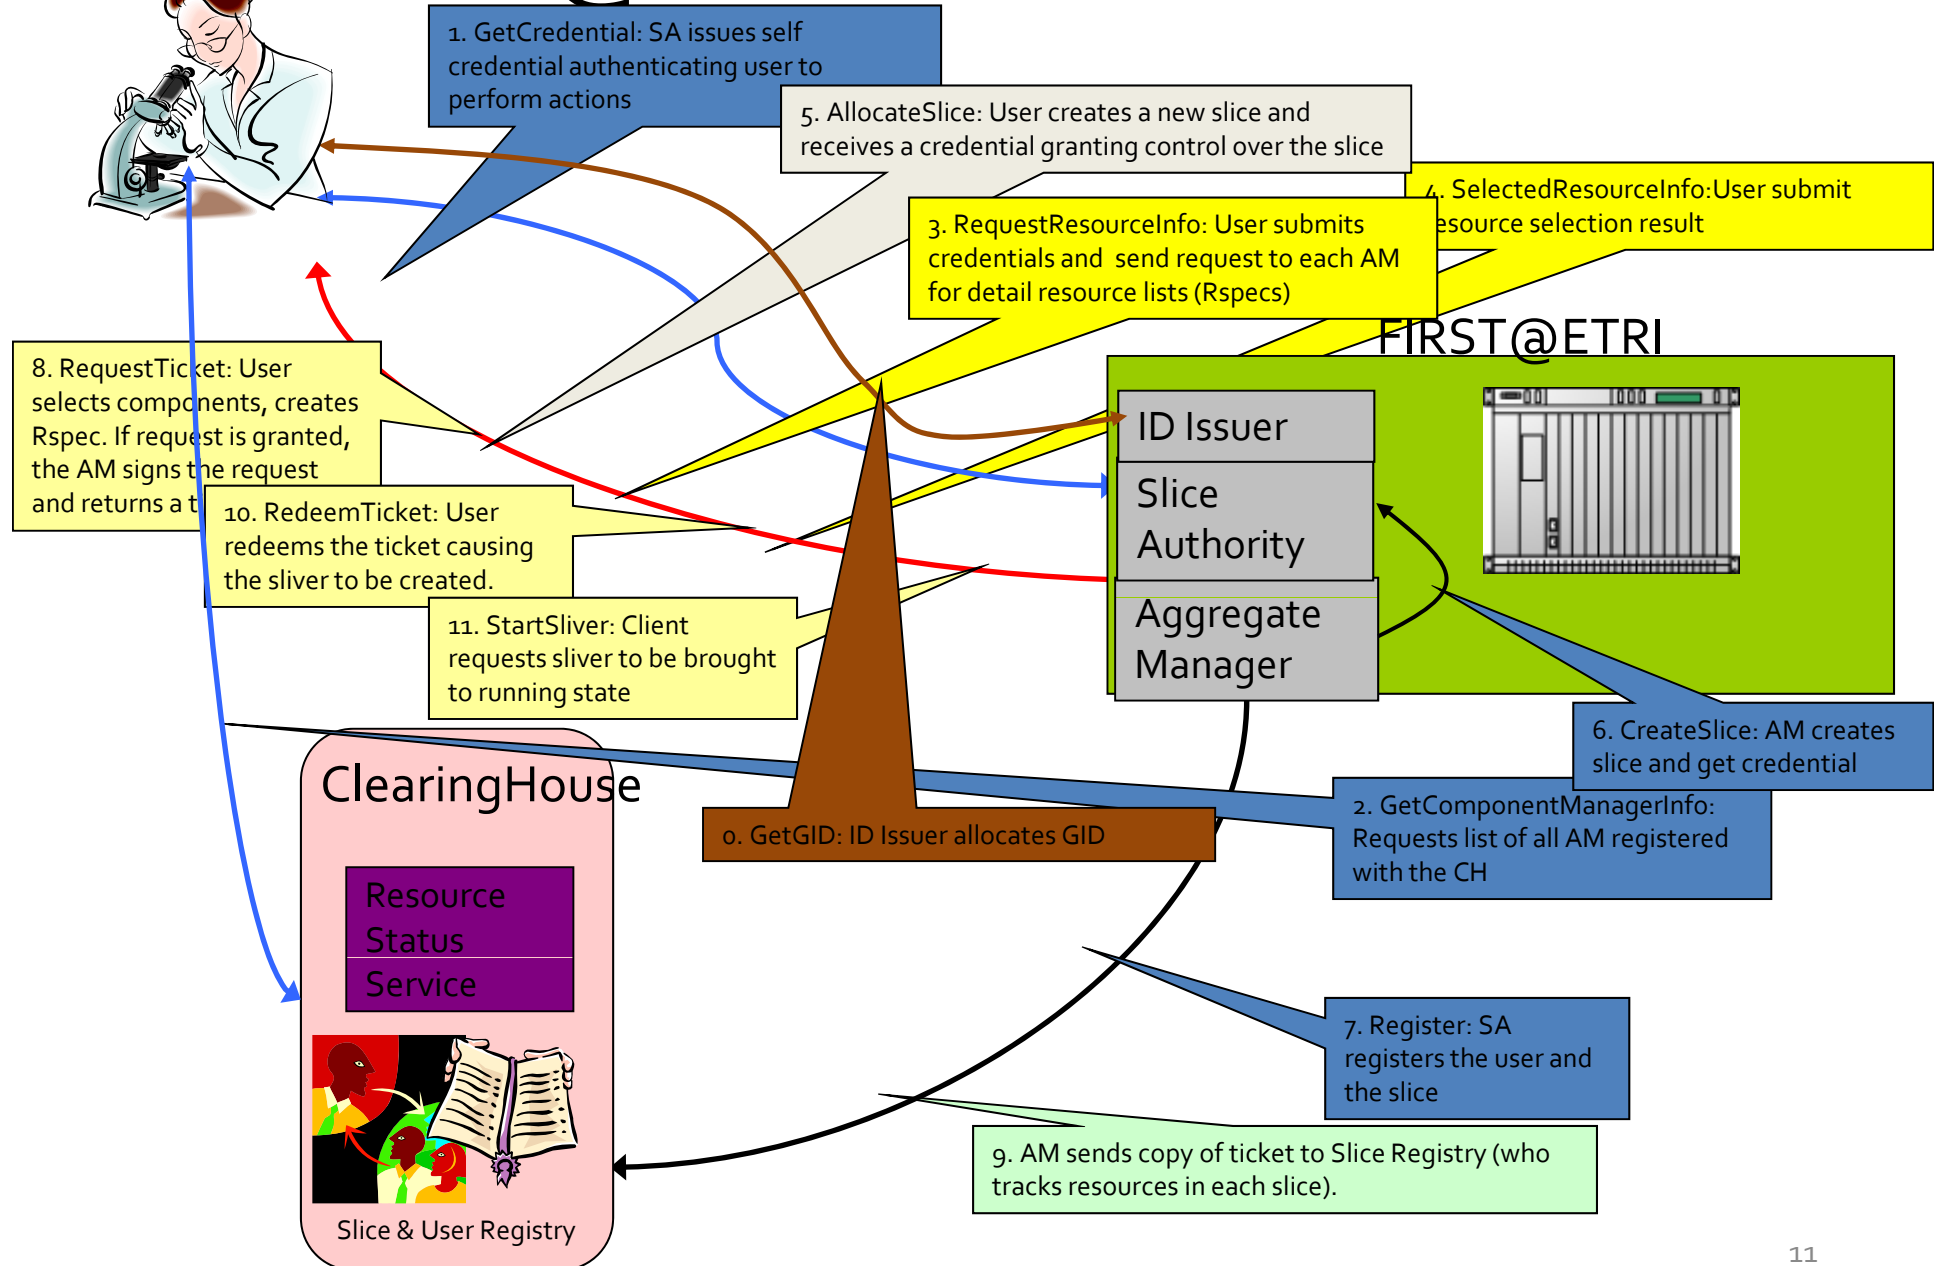 1. GetCredential: SA issues self
credential authenticating user to
perform actions
5. AllocateSlice: User creates a new slice and
receives a credential granting control over the slice
4. SelectedResourceInfo:User submit
esource selection result
3. RequestResourceInfo: User submits
credentials and send request to each AM
for detail resource lists (Rspecs)
FIRST@ETRI
8. RequestTicket: User
selects components, creates
Rspec. If request is granted,
the AM signs the request
and returns a t
10. RedeemTicket: User
redeems the ticket causing
the sliver to be created.
11. StartSliver: Client
requests sliver to be brought
to running state
ID Issuer
Slice
Authority
Aggregate
Manager
6. CreateSlice: AM creates
slice and get credential
2. GetComponentManagerInfo:
Requests list of all AM registered
with the CH
0. GetGID: ID Issuer allocates GID
ClearingHouse
Resource
Status
Service
7. Register: SA
registers the user and
the slice
9. AM sends copy of ticket to Slice Registry (who
tracks resources in each slice).
Slice & User Registry
11